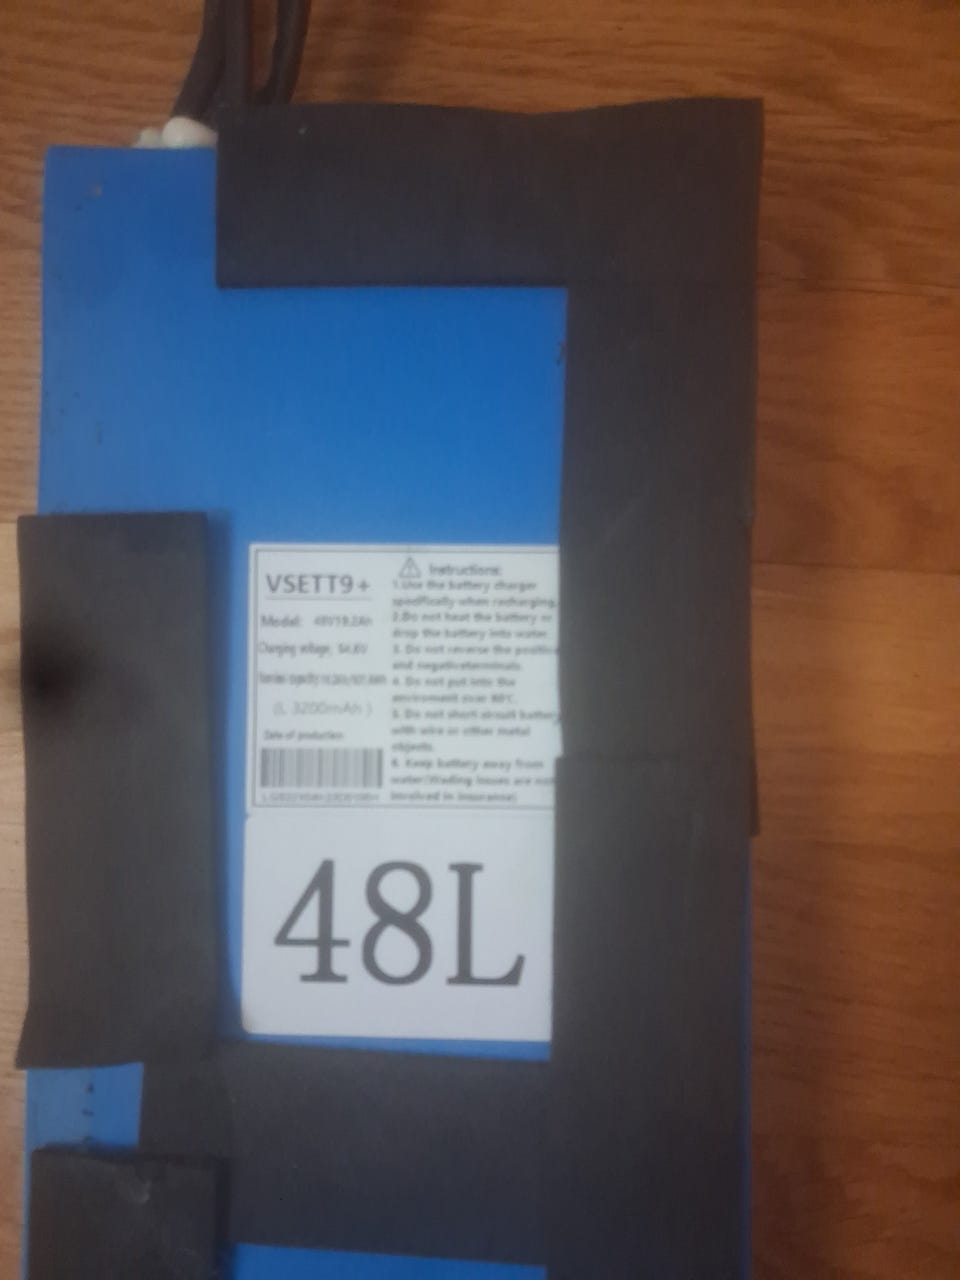 VSETT9+
Model: 48V19.2Ah
Charging voltage: 54.6V
capacity
(L 3200mAh )
Date of production
Instructions:
1.Use the battery charger
specifically when recharging.
2.Do not heat the battery or
drop the battery into water
3. Do not reverse the positive
and negativeterminals.
4. Do not put into the
enviroment over
5. Do not short circuit battery
with wire or other metal
objects.
6. Keep battery away from
water(Wading losses are not
involved in insurance)
48L